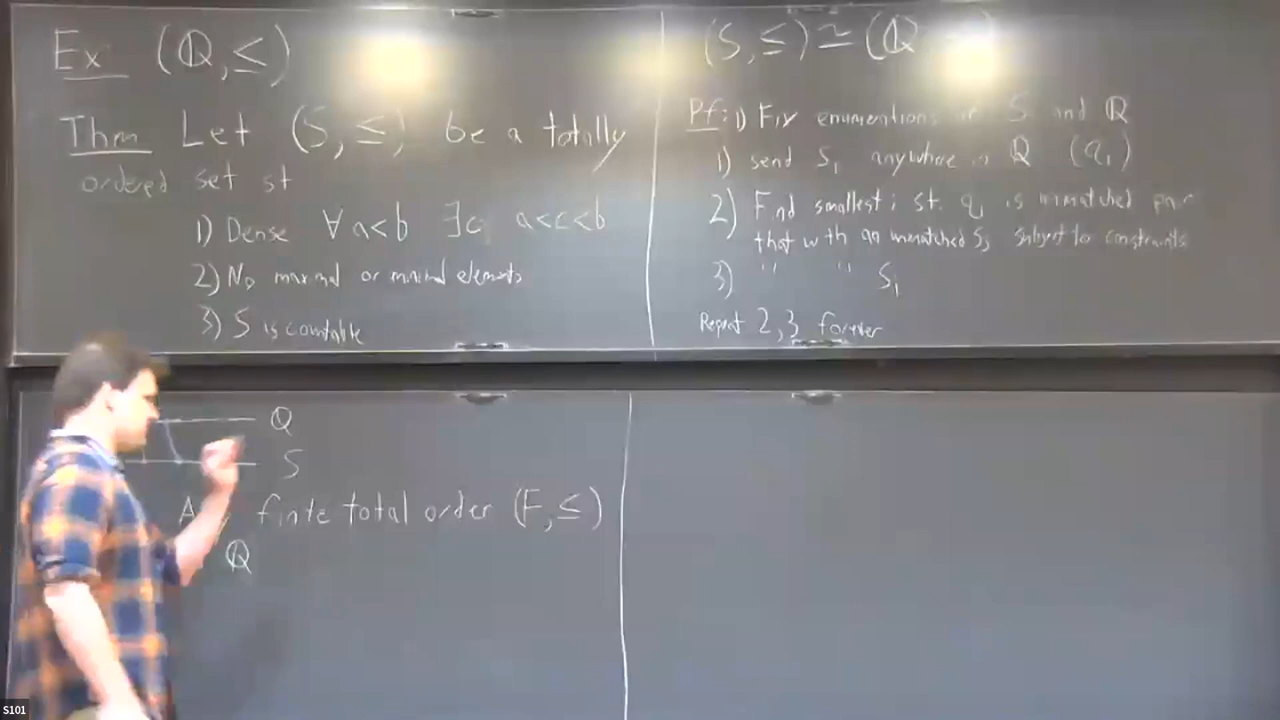 Ex (ℚ,≤)
Thm Let (S,≤) be a totally
ordered set st
1) Dense ∀ a<b ∃c a<c<b
2) No maximal or minimal elements
3) S is countable
(S,≤) ≃ (ℚ
Pf: 1) Fix enumentions of S and ℚ
1) send S₁ anywhere in ℚ (q₁)
2) Find smallest i st. qᵢ is unmatched
that with an unmatched Sⱼ subject to constraints
3) " " S₁
Repeat 2,3 forever
ℚ
S
finite total order (F,≤)
ℚ
S101